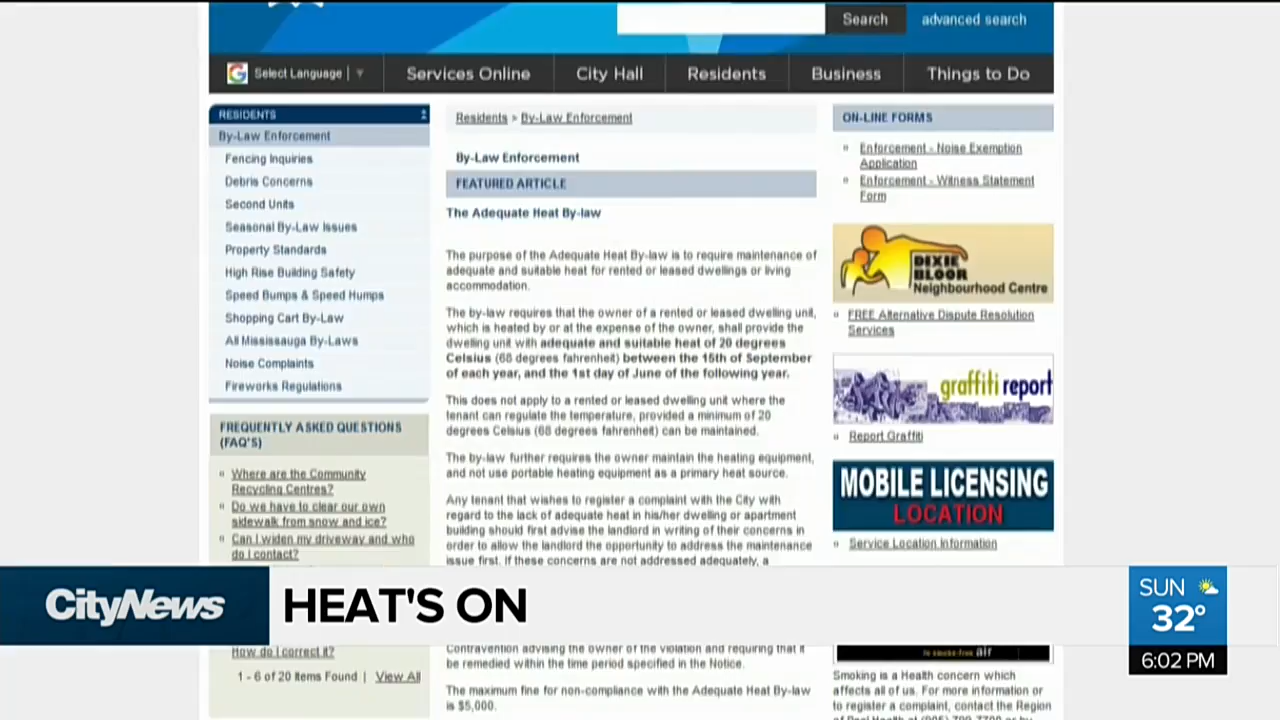 Search
advanced search
Select Language
Services Online
City Hall
Residents
Business
Things to Do
RESIDENTS
By-Law Enforcement
Fencing Inquiries
Debris Concerns
Second Units
Seasonal By-Law Issues
Property Standards
High Rise Building Safety
Speed Bumps & Speed Humps
Shopping Cart By-Law
All Mississauga By-Laws
Noise Complaints
Fireworks Regulations
FREQUENTLY ASKED QUESTIONS
(FAQ'S)
Where are the Community
Recycling Centres?
Do we have to clear our own
sidewalk from snow and ice?
Can I widen my driveway and who
do I contact?
How do I correct it?
1 - 6 of 20 Items Found | View All
Residents > By-Law Enforcement
By-Law Enforcement
FEATURED ARTICLE
The Adequate Heat By-law
The purpose of the Adequate Heat By-law is to require maintenance of
adequate and suitable heat for rented or leased dwellings or living
accommodation.
The by-law requires that the owner of a rented or leased dwelling unit,
which is heated by or at the expense of the owner, shall provide the
dwelling unit with adequate and suitable heat of 20 degrees
Celsius (68 degrees fahrenheit) between the 15th of September
of each year, and the 1st day of June of the following year.
This does not apply to a rented or leased dwelling unit where the
tenant can regulate the temperature, provided a minimum of 20
degrees Celsius (68 degrees fahrenheit) can be maintained.
The by-law further requires the owner maintain the heating equipment,
and not use portable heating equipment as a primary heat source.
Any tenant that wishes to register a complaint with the City with
regard to the lack of adequate heat in his/her dwelling or apartment
building should first advise the landlord in writing of their concerns in
order to allow the landlord the opportunity to address the maintenance
issue first. If these concerns are not addressed adequately, a
Contravention advising the owner of the violation and requiring that it
be remedied within the time period specified in the Notice.
The maximum fine for non-compliance with the Adequate Heat By-law
is $5,000.
ON-LINE FORMS
Enforcement - Noise Exemption
Application
Enforcement - Witness Statement
Form
DIXIE
BLOOR
Neighbourhood Centre
FREE Alternative Dispute Resolution
Services
graffiti report
Report Graffiti
MOBILE LICENSING
LOCATION
Service Location Information
air
Smoking is a Health concern which
affects all of us. For more information or
to register a complaint, contact the Region
CityNews
HEAT'S ON
SUN
32°
6:02 PM